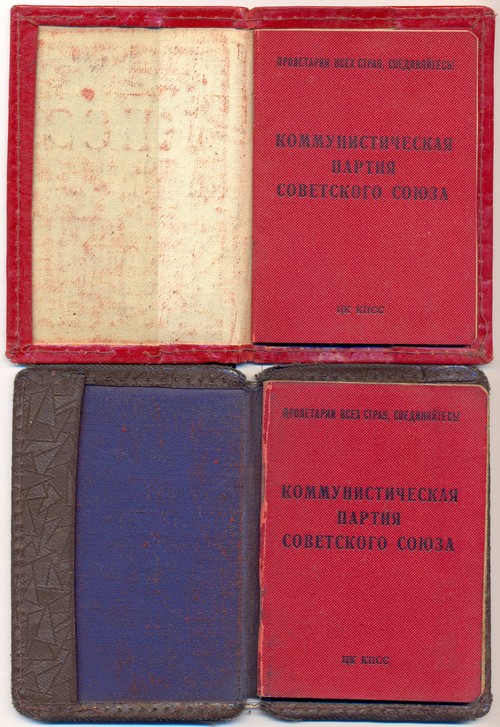 ПРОЛЕТАРИИ ВСЕХ СТРАН, СОЕДИНЯЙТЕСЬ!
КОММУНИСТИЧЕСКАЯ
ПАРТИЯ
СОВЕТСКОГО СОЮЗА
ЦК КПСС
ПРОЛЕТАРИИ ВСЕХ СТРАН, СОЕДИНЯЙТЕСЬ!
КОММУНИСТИЧЕСКАЯ
ПАРТИЯ
СОВЕТСКОГО СОЮЗА
ЦК КПСС